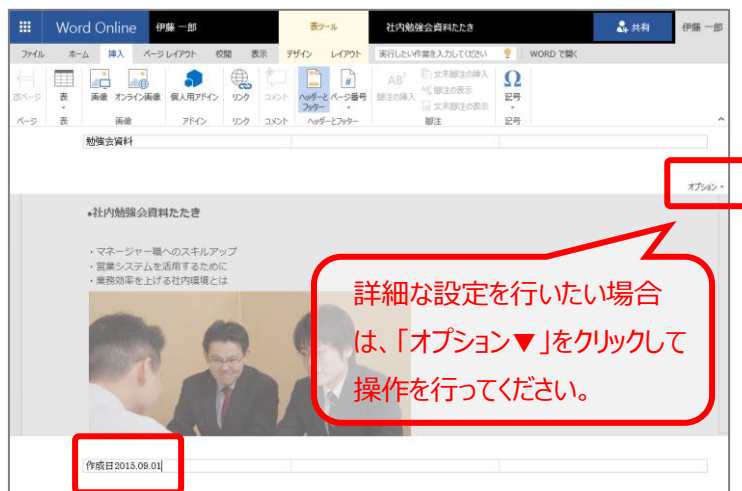 Word Online 伊藤 一郎 表ツール 社内勉強会資料たたき 共有 伊藤 一郎
ファイル ホーム 挿入 ページ レイアウト 校閲 表示 デザイン レイアウト 実行したい作業を入力してください WORD で開く
改ページ 表 画像 オンライン画像 個人用アドイン リンク コメント ヘッダーとフッター # ページ番号 AB¹ 脚注の挿入 文末脚注の挿入 脚注の表示 文末脚注の表示 Ω 記号
ページ 表 画像 アドイン リンク コメント ヘッダーとフッター 脚注 記号
勉強会資料
オプション
•社内勉強会資料たたき
・マネージャー職へのスキルアップ
・営業システムを活用するために
・業務効率を上げる社内環境とは
詳細な設定を行いたい場合
は、「オプション▼」をクリックして
操作を行ってください。
作成日2015.09.01